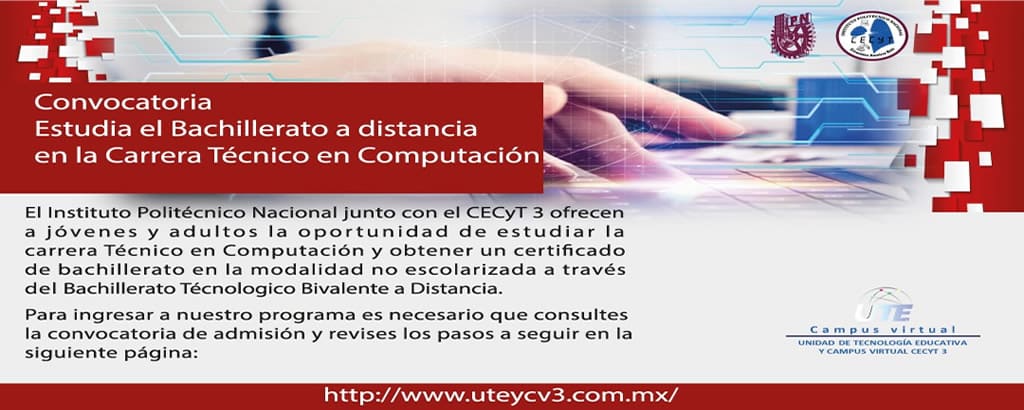 IPN
CECyT
Convocatoria
Estudia el Bachillerato a distancia
en la Carrera Técnico en Computación
El Instituto Politécnico Nacional junto con el CECyT 3 ofrecen
a jóvenes y adultos la oportunidad de estudiar la
carrera Técnico en Computación y obtener un certificado
de bachillerato en la modalidad no escolarizada a través
del Bachillerato Técnologico Bivalente a Distancia.
Para ingresar a nuestro programa es necesario que consultes
la convocatoria de admisión y revises los pasos a seguir en la
siguiente página:
UTE
Campus virtual
UNIDAD DE TECNOLOGÍA EDUCATIVA
Y CAMPUS VIRTUAL CECYT 3
http://www.uteycv3.com.mx/